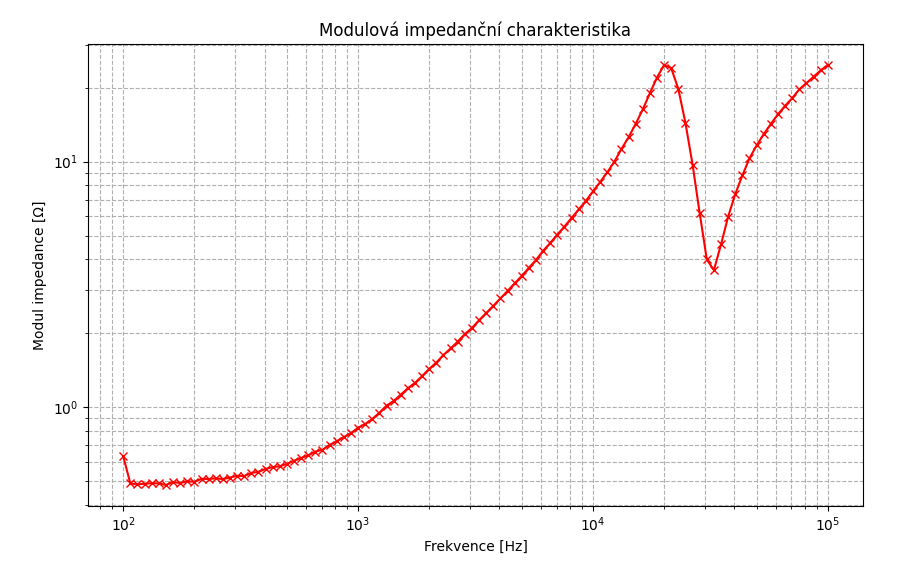 Modulová impedanční charakteristika
Modul impedance [Ω]
10¹
10⁰
10² 10³ 10⁴ 10⁵
Frekvence [Hz]